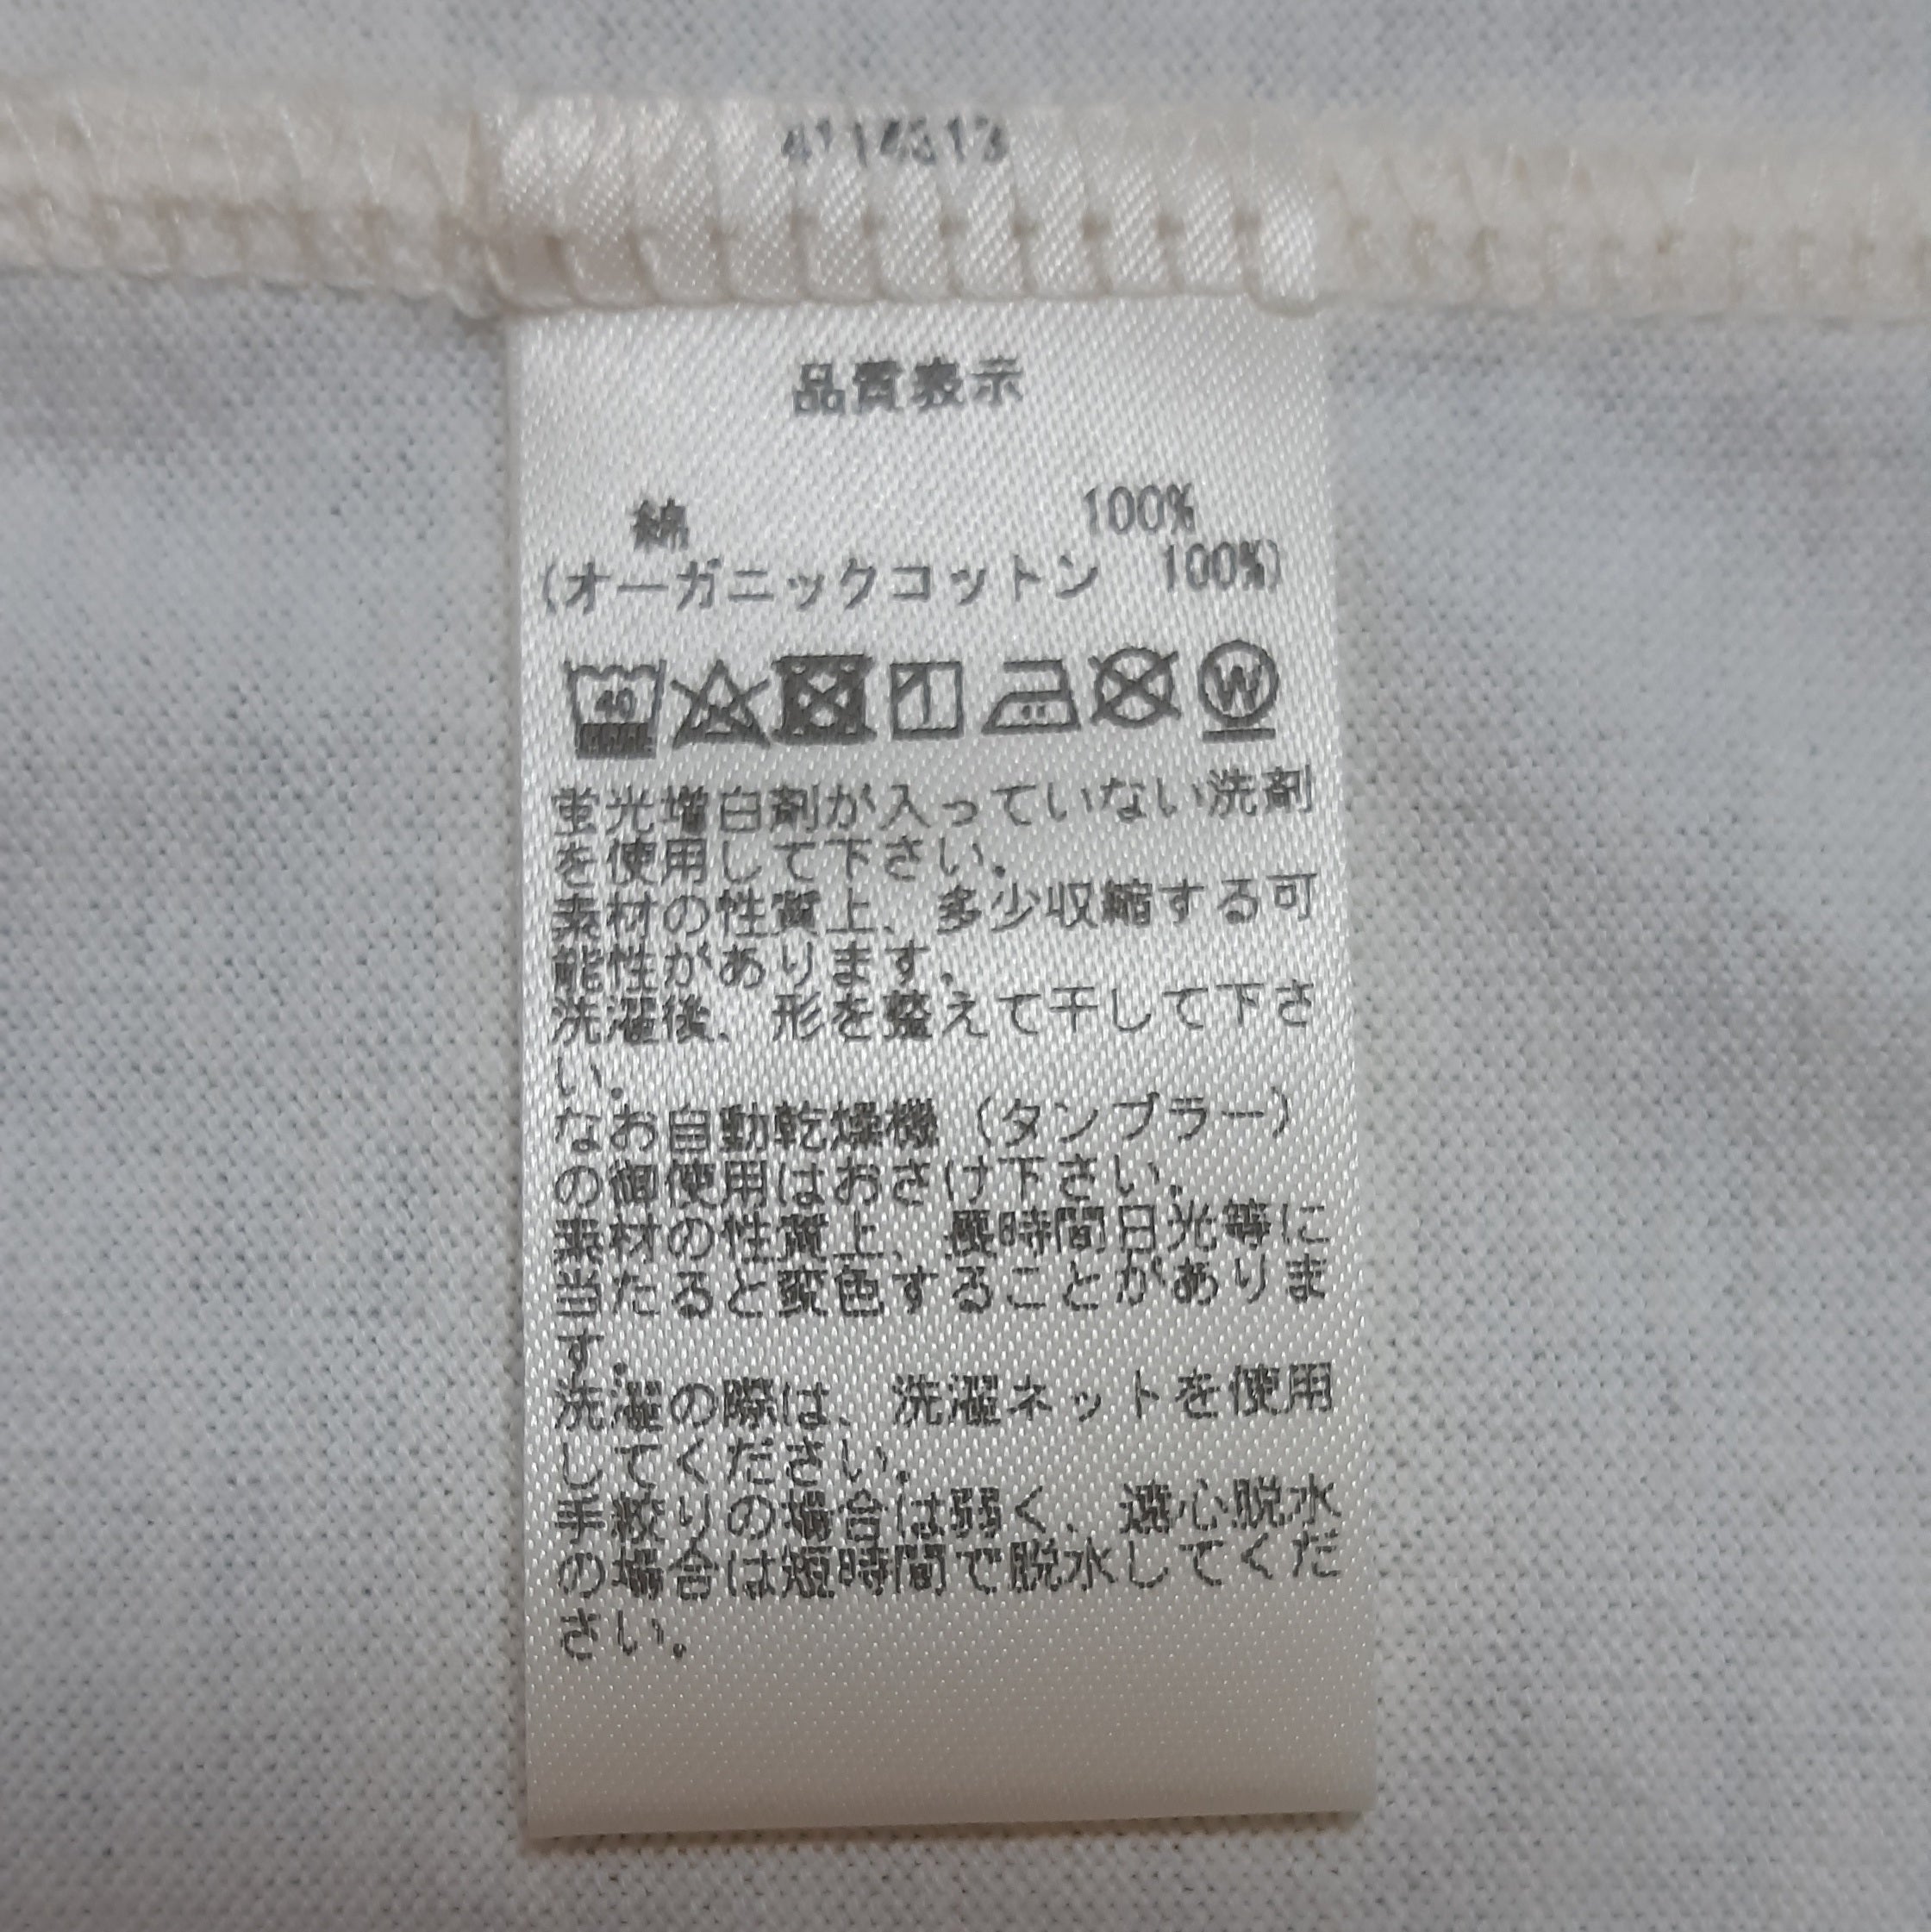 品質表示
綿 100%
(オーガニックコットン 100%)
40
W
蛍光増白剤が入っていない洗剤
を使用して下さい.
素材の性質上、多少収縮する可
能性があります.
洗濯後、形を整えて干して下さ
い.
なお自動乾燥機(タンブラー)
の御使用はおさけ下さい.
素材の性質上、長時間日光等に
当たると変色することがありま
す.
洗濯の際は、洗濯ネットを使用
してください.
手絞りの場合は弱く、遠心脱水
の場合は短時間で脱水してくだ
さい.